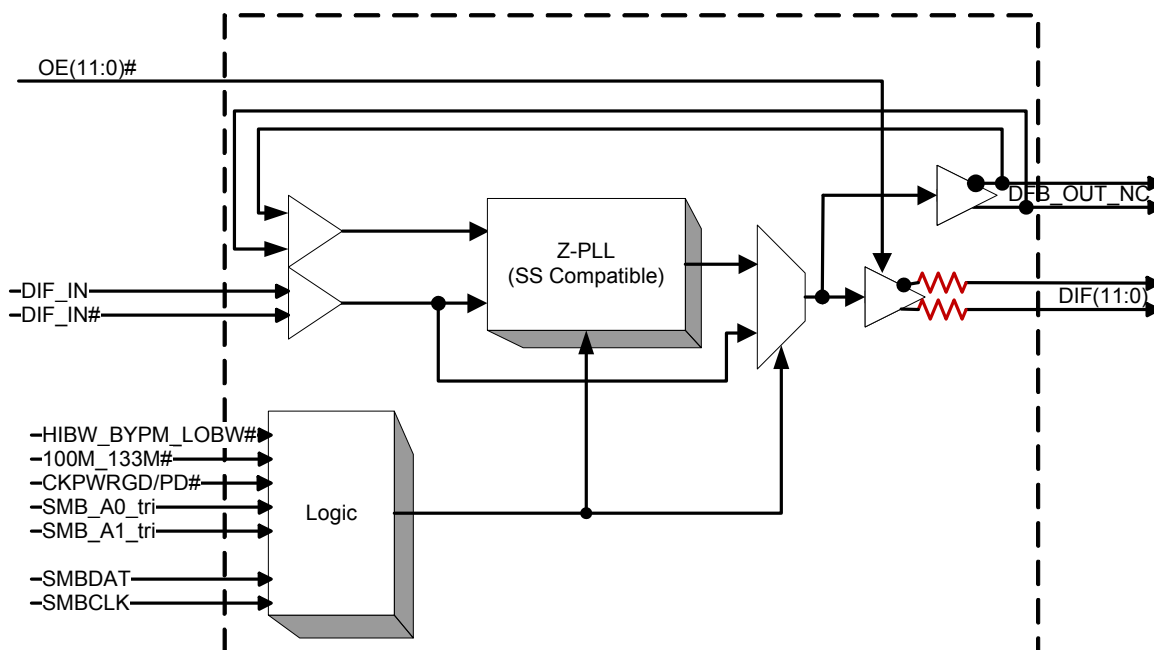 OE(11:0)#
DFB_OUT_NC
Z-PLL
(SS Compatible)
DIF_IN
DIF_IN#
DIF(11:0)
HIBW_BYPM_LOBW#
100M_133M#
CKPWRGD/PD#
SMB_A0_tri
SMB_A1_tri
Logic
SMBDAT
SMBCLK